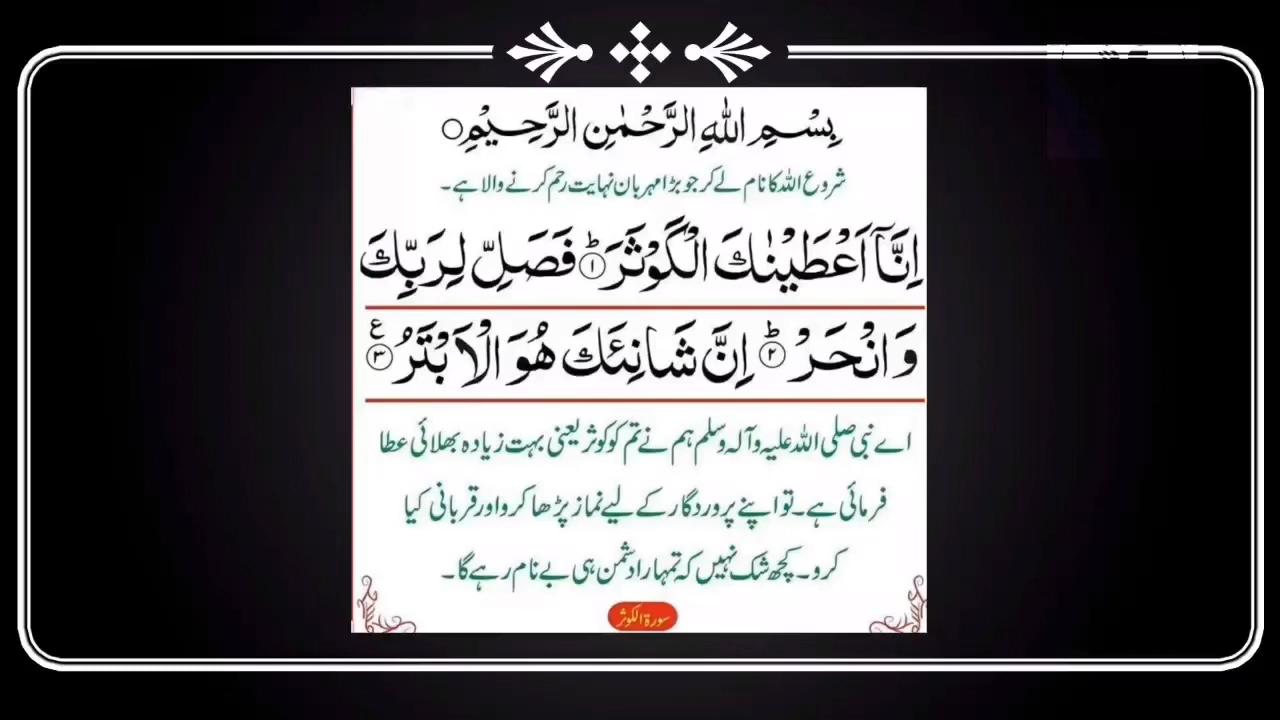 بِسْمِ اللهِ الرَّحْمٰنِ الرَّحِيْمِ○
شروع اللہ کا نام لے کر جو بڑا مہربان نہایت رحم کرنے والا ہے۔
اِنَّاۤ اَعْطَيْنٰكَ الْكَوْثَرَؕ۝۱ فَصَلِّ لِرَبِّكَ
وَانْحَرْؕ۝۲ اِنَّ شَانِئَكَ هُوَ الْاَبْتَرُ۝۳ ع
اے نبی صلی اللہ علیہ وآلہ وسلم ہم نے تم کو کوثر یعنی بہت زیادہ بھلائی عطا
فرمائی ہے۔ تو اپنے پروردگار کے لیے نماز پڑھا کرو اور قربانی کیا
کرو۔ کچھ شک نہیں کہ تمہارا دشمن ہی بے نام رہے گا۔
سورة الكوثر